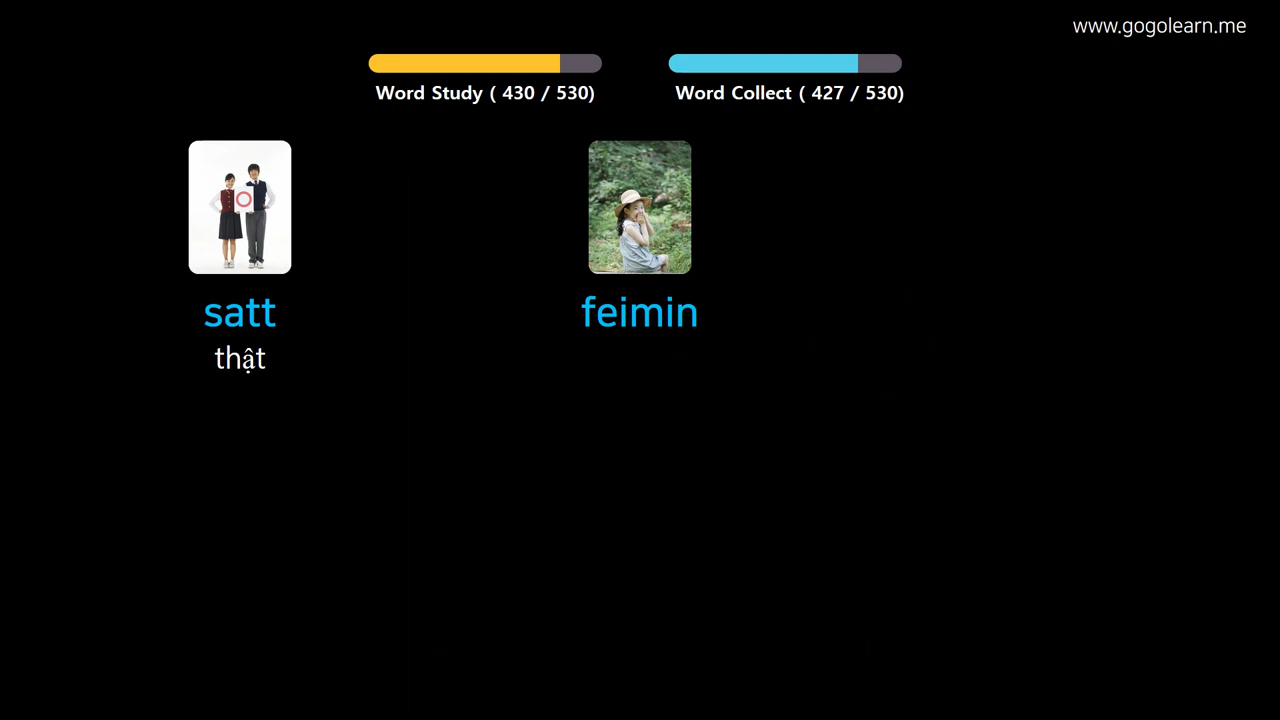 www.gogolearn.me
Word Study ( 430 / 530)
Word Collect ( 427 / 530)
satt
feimin
thật